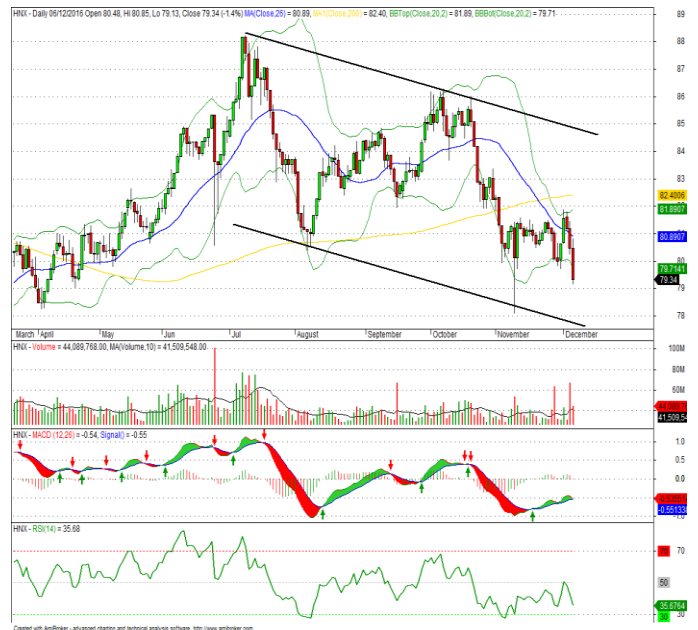 HNX - Daily 06/12/2016 Open 80.48, Hi 80.85, Lo 79.13, Close 79.34 (-1.4%) MA(Close,26) = 80.89, MA1(Close,200) = 82.40, BBTop(Close,20,2) = 81.89, BBBot(Close,20,2) = 79.71
89
88
87
86
85
84
83
82.4006
81.8907
80.8907
80
79.7141
79.34
79
78
March April May Jun Jul August September October November December
HNX - Volume = 44,089,768.00, MA(Volume,10) = 41,509,548.00
100M
80M
60M
41,509,54
HNX - MACD (12,26) = -0.54, Signal() = -0.55
1.0
0.5
0.0
-0.551330
HNX - RSI(14) = 35.68
70
50
35.6764
30
Created with AmiBroker - advanced charting and technical analysis software. http://www.amibroker.com